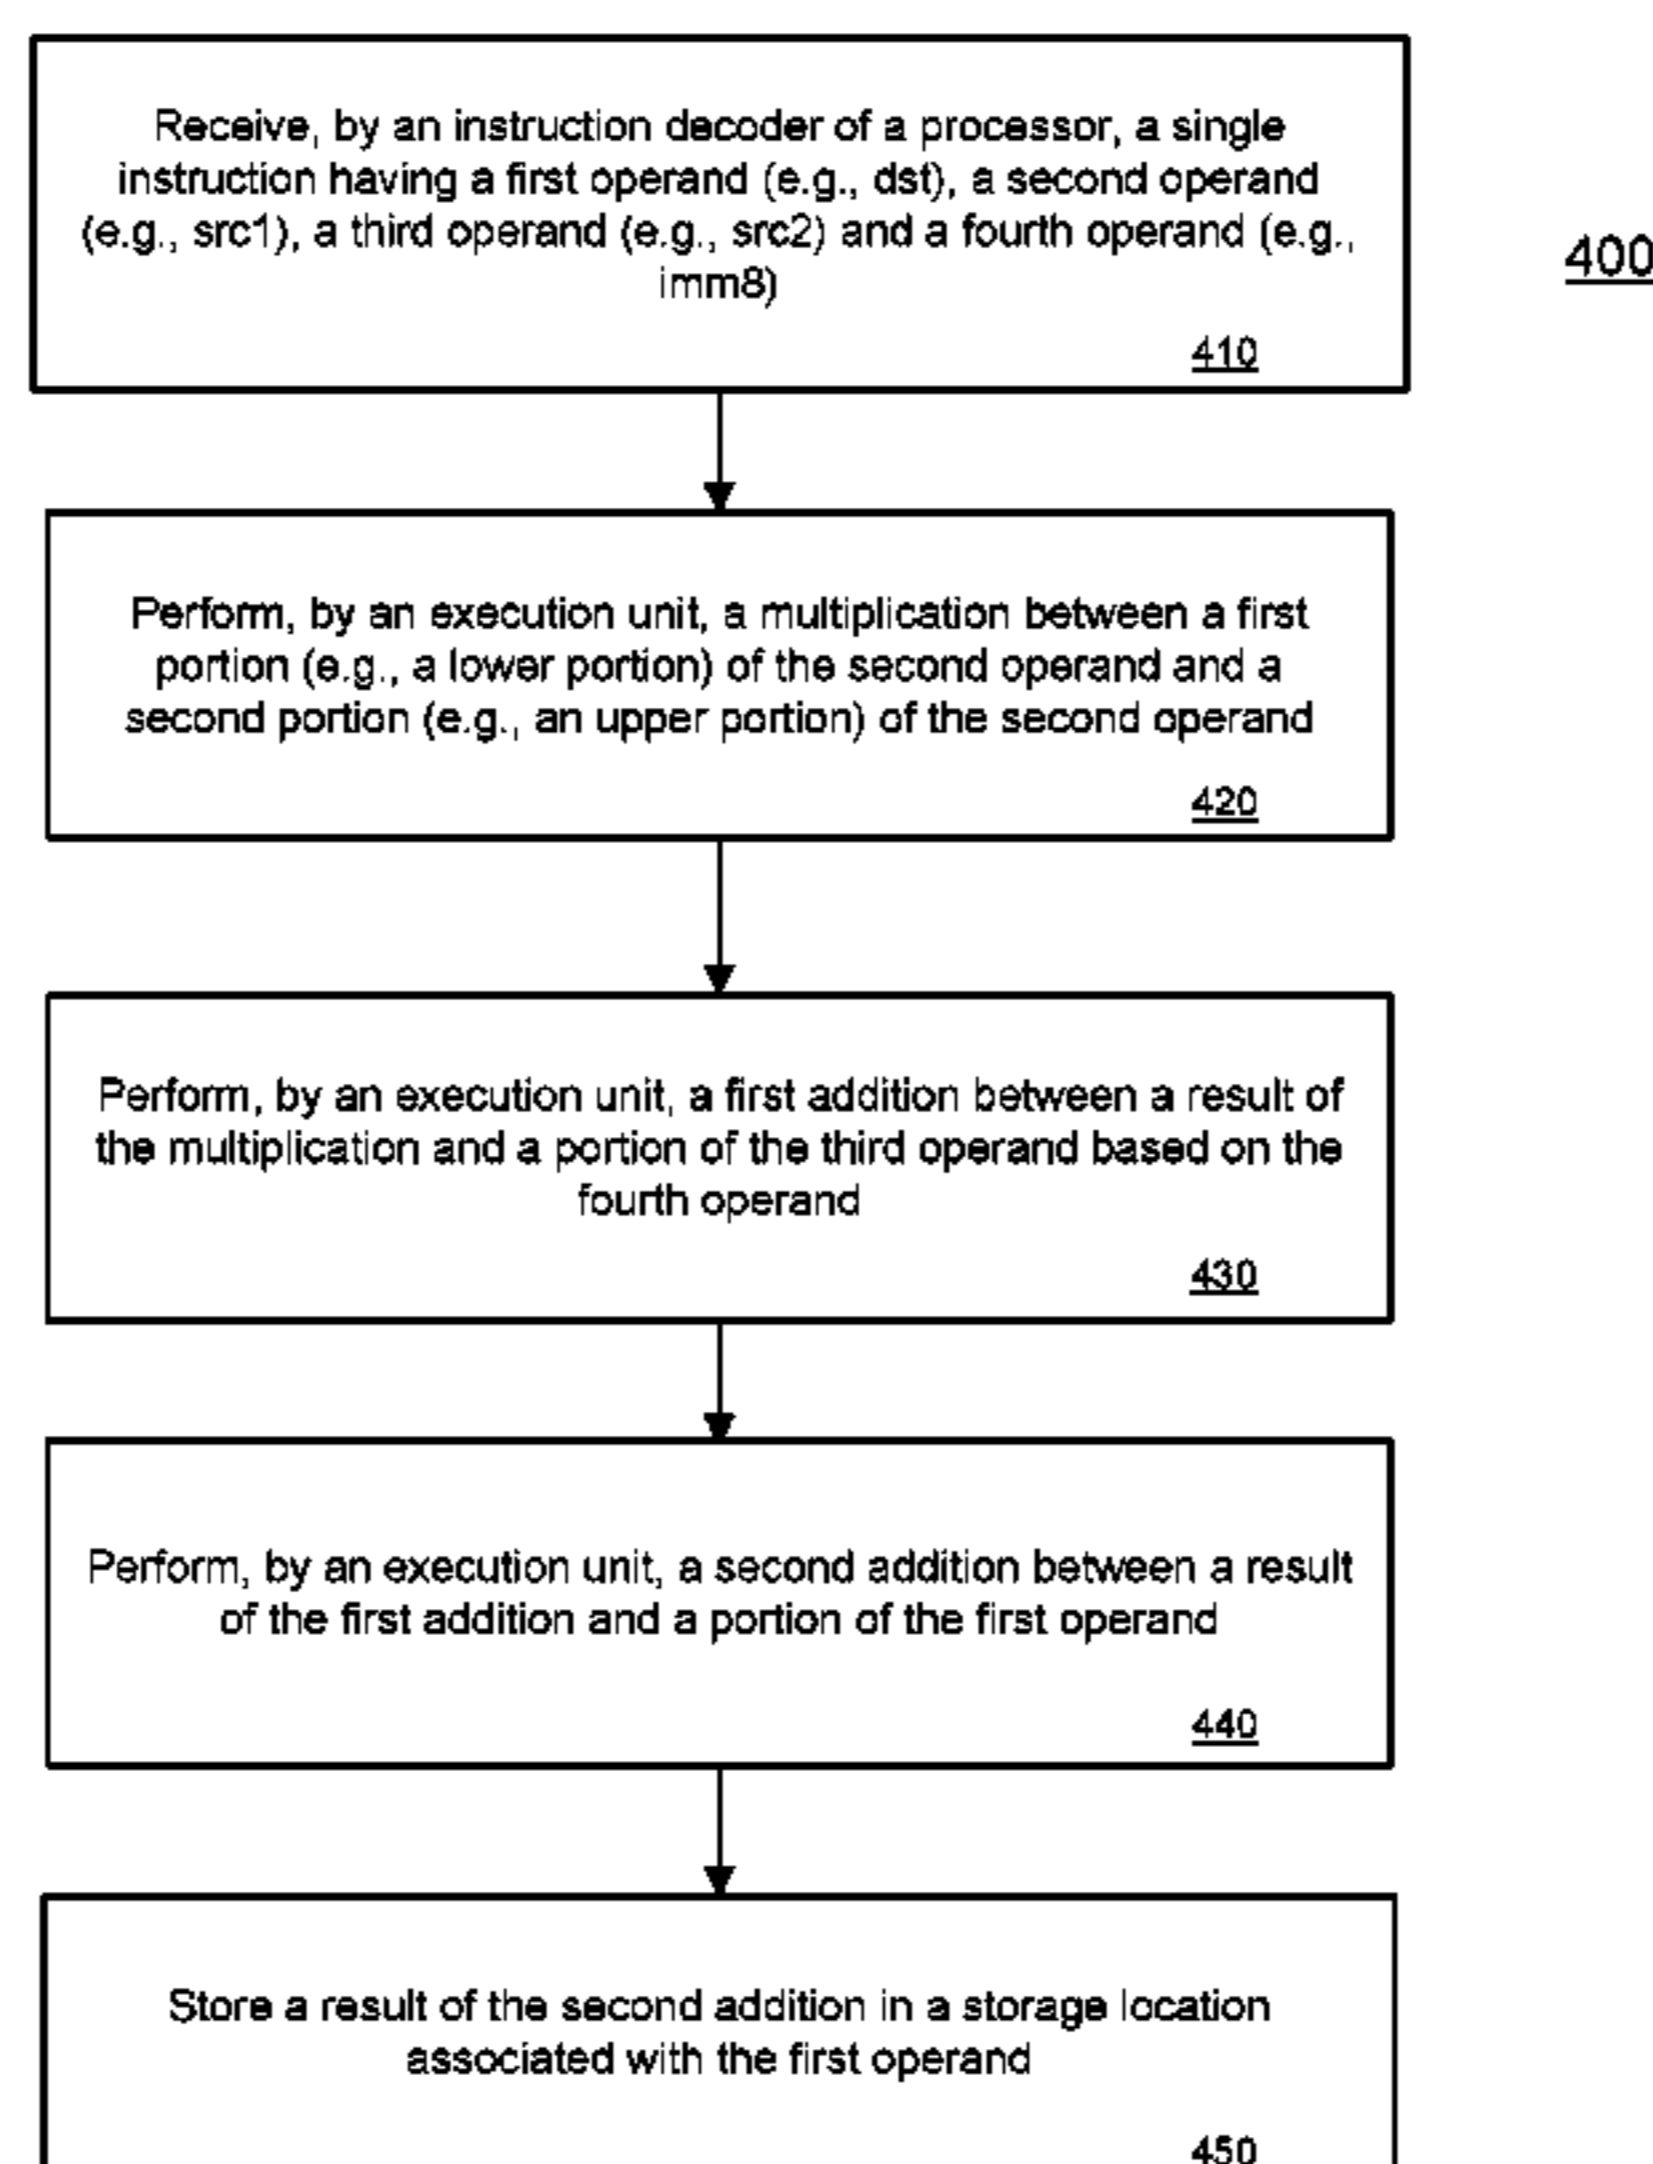 Receive, by an instruction decoder of a processor, a single
instruction having a first operand (e.g., dst), a second operand
(e.g., src1), a third operand (e.g., src2) and a fourth operand (e.g.,
imm8)
410
400
Perform, by an execution unit, a multiplication between a first
portion (e.g., a lower portion) of the second operand and a
second portion (e.g., an upper portion) of the second operand
420
Perform, by an execution unit, a first addition between a result of
the multiplication and a portion of the third operand based on the
fourth operand
430
Perform, by an execution unit, a second addition between a result
of the first addition and a portion of the first operand
440
Store a result of the second addition in a storage location
associated with the first operand
450